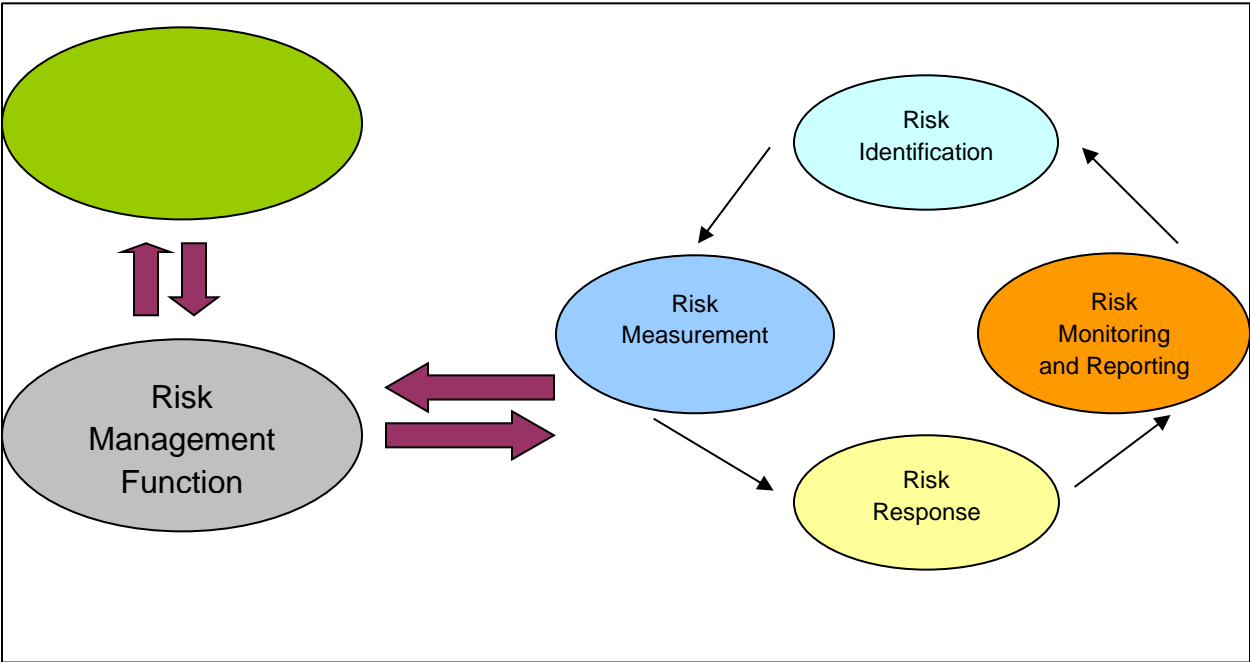 Risk
Identification
Risk
Measurement
Risk
Monitoring
and Reporting
Risk
Management
Function
Risk
Response